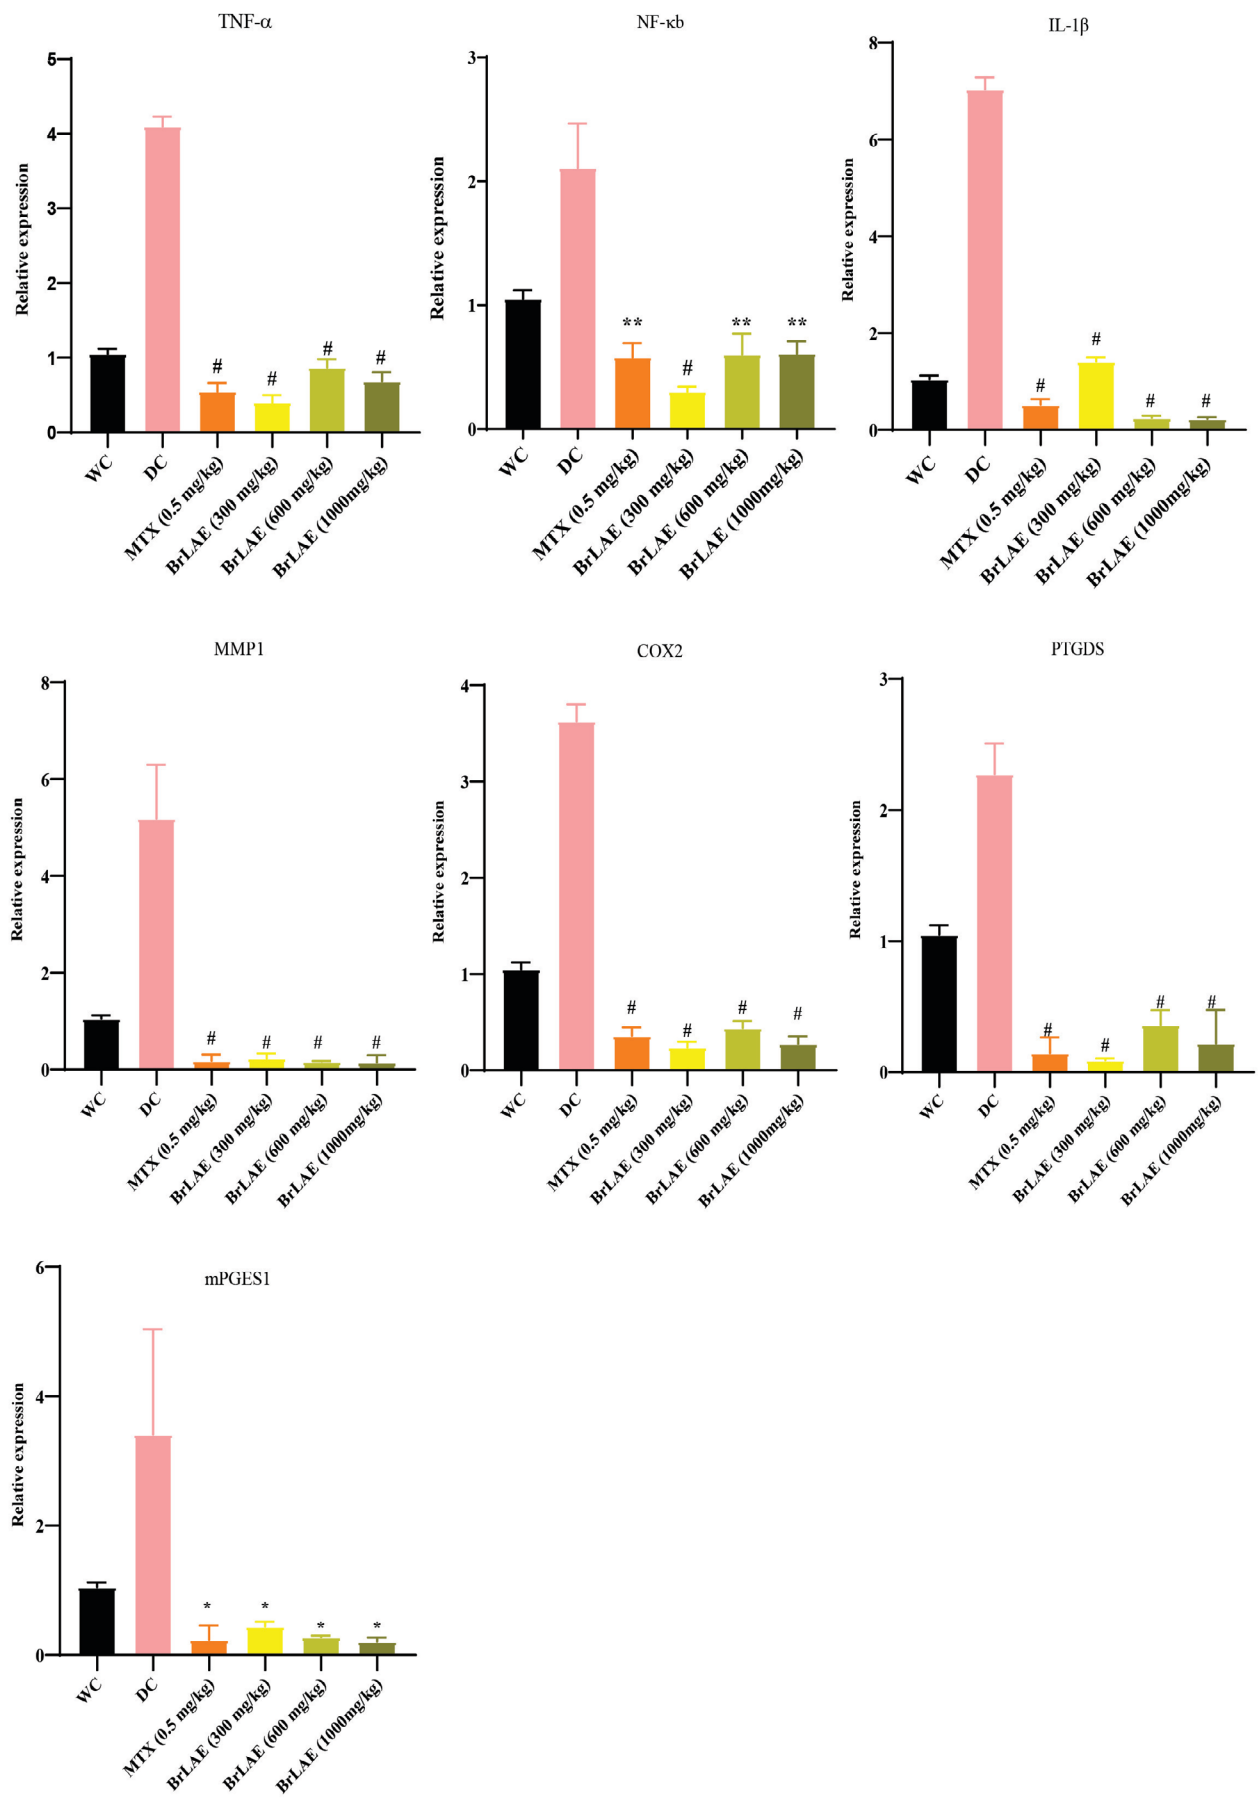 TNF-α
Relative expression
5
4
3
2
1
0
#
#
#
#
WC
DC
MTX (0.5 mg/kg)
BrLAE (300 mg/kg)
BrLAE (600 mg/kg)
BrLAE (1000mg/kg)
NF-κb
Relative expression
3
2
1
0
**
#
**
**
WC
DC
MTX (0.5 mg/kg)
BrLAE (300 mg/kg)
BrLAE (600 mg/kg)
BrLAE (1000mg/kg)
IL-1β
Relative expression
8
6
4
2
0
#
#
#
#
WC
DC
MTX (0.5 mg/kg)
BrLAE (300 mg/kg)
BrLAE (600 mg/kg)
BrLAE (1000mg/kg)
MMP1
Relative expression
8
6
4
2
0
#
#
#
#
WC
DC
MTX (0.5 mg/kg)
BrLAE (300 mg/kg)
BrLAE (600 mg/kg)
BrLAE (1000mg/kg)
COX2
Relative expression
4
3
2
1
0
#
#
#
#
WC
DC
MTX (0.5 mg/kg)
BrLAE (300 mg/kg)
BrLAE (600 mg/kg)
BrLAE (1000mg/kg)
PTGDS
Relative expression
3
2
1
0
#
#
#
#
WC
DC
MTX (0.5 mg/kg)
BrLAE (300 mg/kg)
BrLAE (600 mg/kg)
BrLAE (1000mg/kg)
mPGES1
Relative expression
6
4
2
0
*
*
*
*
WC
DC
MTX (0.5 mg/kg)
BrLAE (300 mg/kg)
BrLAE (600 mg/kg)
BrLAE (1000mg/kg)